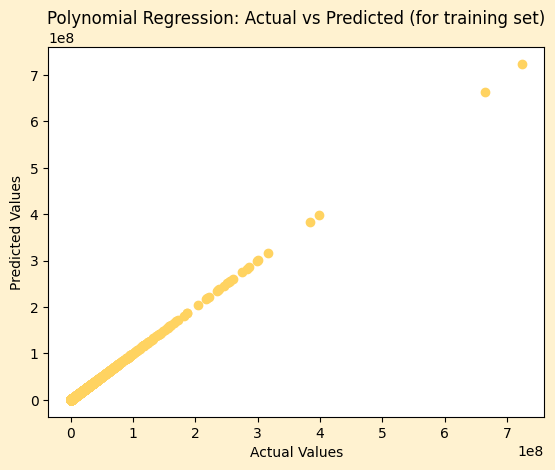 Polynomial Regression: Actual vs Predicted (for training set)
1e8
7
6
5
4
3
2
1
0
Predicted Values
0 1 2 3 4 5 6 7
1e8
Actual Values